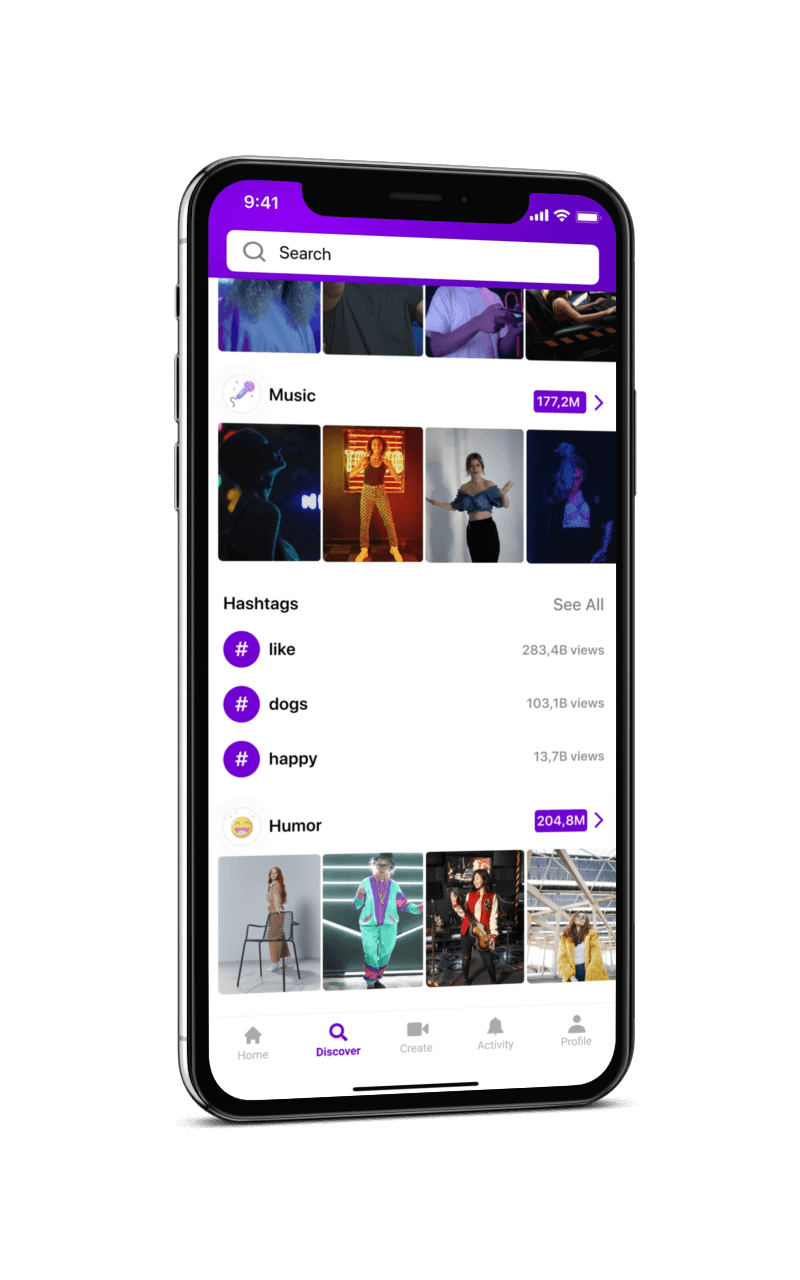 9:41
Search
Music
177,2M
Hashtags
See All
# like
283,4B views
# dogs
103,1B views
# happy
13,7B views
Humor
204,8M
Home
Discover
Create
Activity
Profile